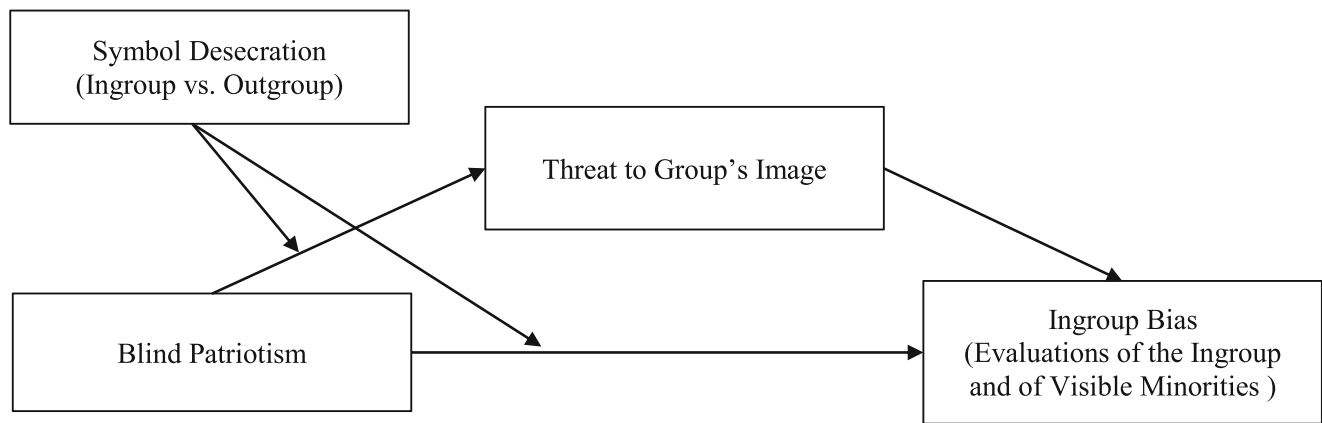 Symbol Desecration
(Ingroup vs. Outgroup)
Threat to Group’s Image
Blind Patriotism
Ingroup Bias
(Evaluations of the Ingroup
and of Visible Minorities )